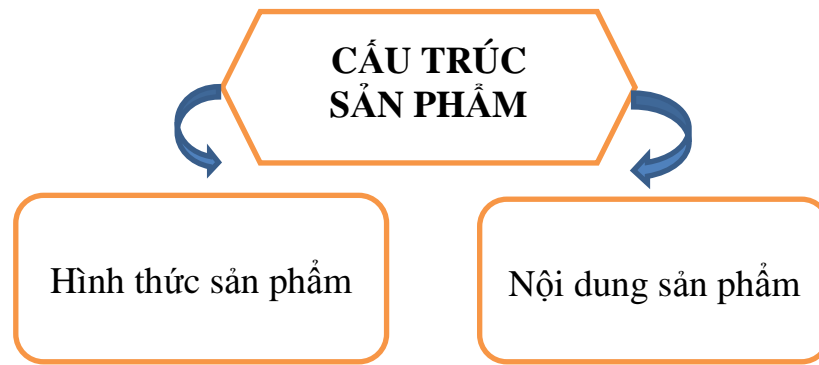 CẤU TRÚC
SẢN PHẨM
Hình thức sản phẩm
Nội dung sản phẩm